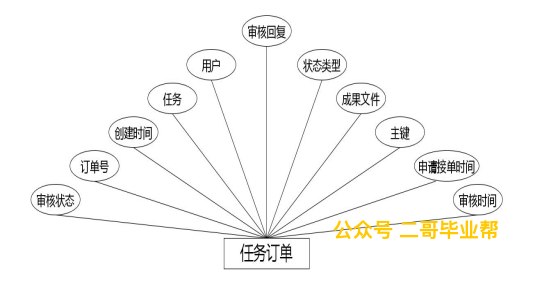 审核回复
用户
状态类型
任务
成果文件
创建时间
主键
订单号
申请接单时间
审核状态
审核时间
公众号 二哥毕业帮
任务订单